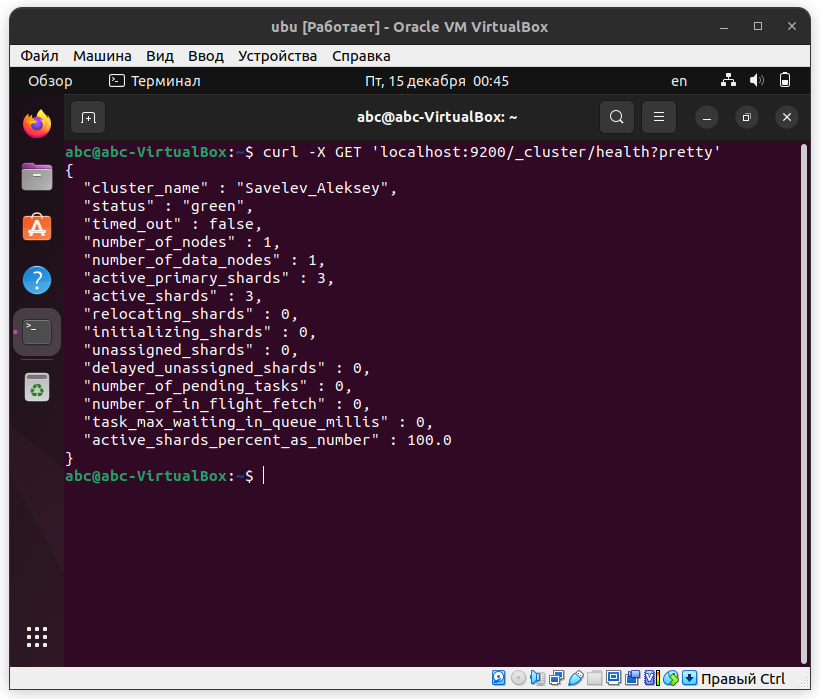 ubu [Работает] - Oracle VM VirtualBox
Файл Машина Вид Ввод Устройства Справка
Обзор Терминал Пт, 15 декабря 00:45 en
abc@abc-VirtualBox: ~
abc@abc-VirtualBox:~$ curl -X GET 'localhost:9200/_cluster/health?pretty'
{
  "cluster_name" : "Savelev_Aleksey",
  "status" : "green",
  "timed_out" : false,
  "number_of_nodes" : 1,
  "number_of_data_nodes" : 1,
  "active_primary_shards" : 3,
  "active_shards" : 3,
  "relocating_shards" : 0,
  "initializing_shards" : 0,
  "unassigned_shards" : 0,
  "delayed_unassigned_shards" : 0,
  "number_of_pending_tasks" : 0,
  "number_of_in_flight_fetch" : 0,
  "task_max_waiting_in_queue_millis" : 0,
  "active_shards_percent_as_number" : 100.0
}
abc@abc-VirtualBox:~$
Правый Ctrl